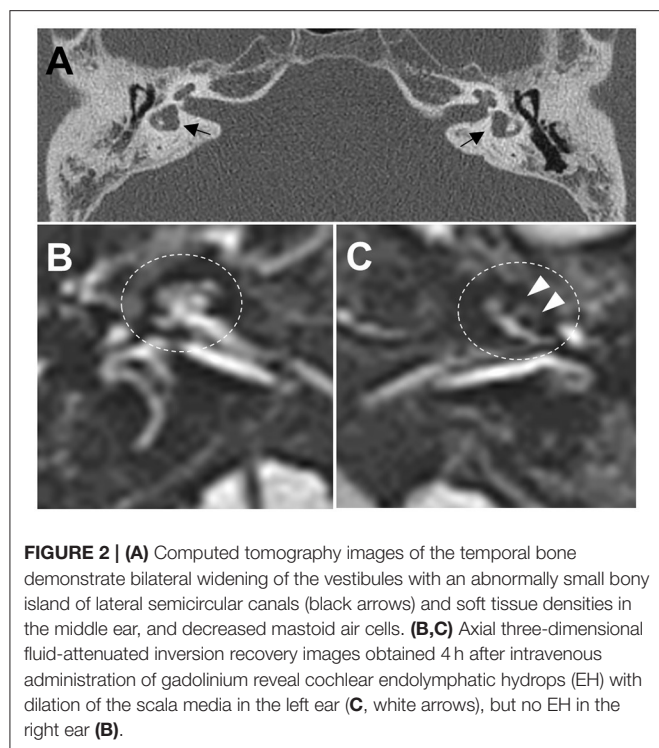 A
B
C
FIGURE 2 | (A) Computed tomography images of the temporal bone
demonstrate bilateral widening of the vestibules with an abnormally small bony
island of lateral semicircular canals (black arrows) and soft tissue densities in
the middle ear, and decreased mastoid air cells. (B,C) Axial three-dimensional
fluid-attenuated inversion recovery images obtained 4 h after intravenous
administration of gadolinium reveal cochlear endolymphatic hydrops (EH) with
dilation of the scala media in the left ear (C, white arrows), but no EH in the
right ear (B).